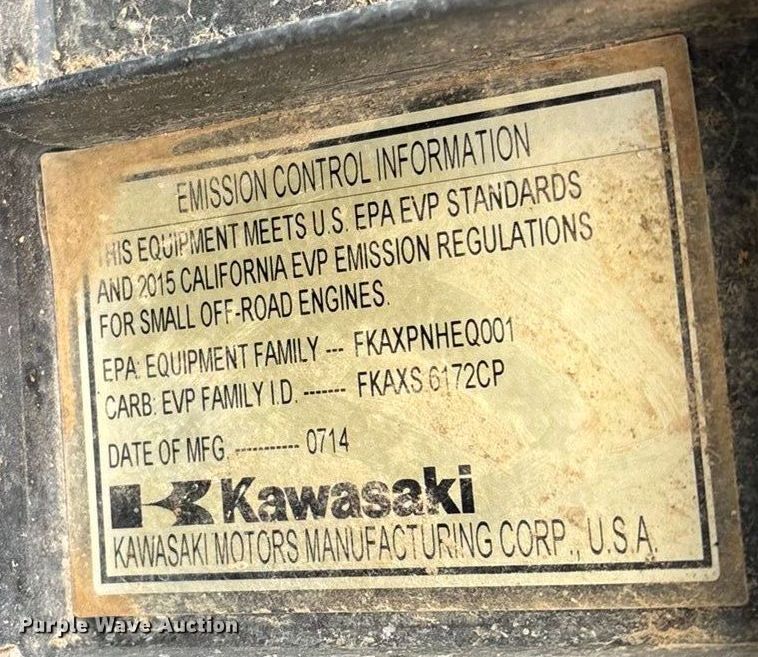 EMISSION CONTROL INFORMATION
THIS EQUIPMENT MEETS U.S. EPA EVP STANDARDS
AND 2015 CALIFORNIA EVP EMISSION REGULATIONS
FOR SMALL OFF-ROAD ENGINES.
EPA: EQUIPMENT FAMILY --- FKAXPNHEQ001
CARB: EVP FAMILY I.D. ------- FKAXS.6172CP
DATE OF MFG. ----------- 0714
Kawasaki
KAWASAKI MOTORS MANUFACTURING CORP., U.S.A.
Purple Wave Auction